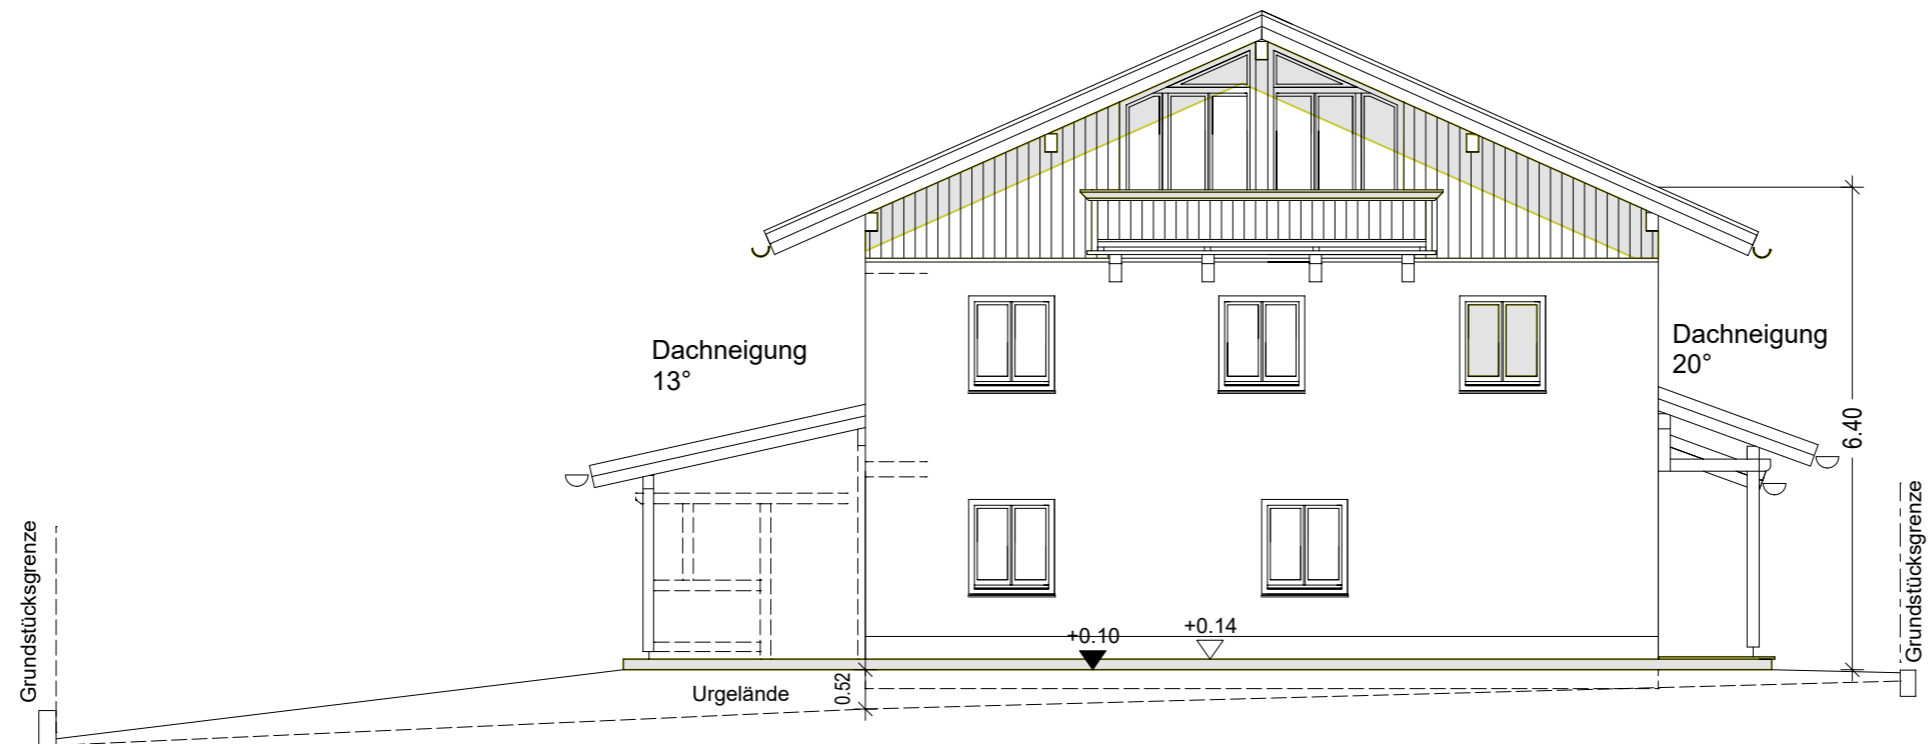 Dachneigung
13°
Dachneigung
20°
6.40
Grundstücksgrenze
Grundstücksgrenze
+0.10
+0.14
Urgelände
0.52